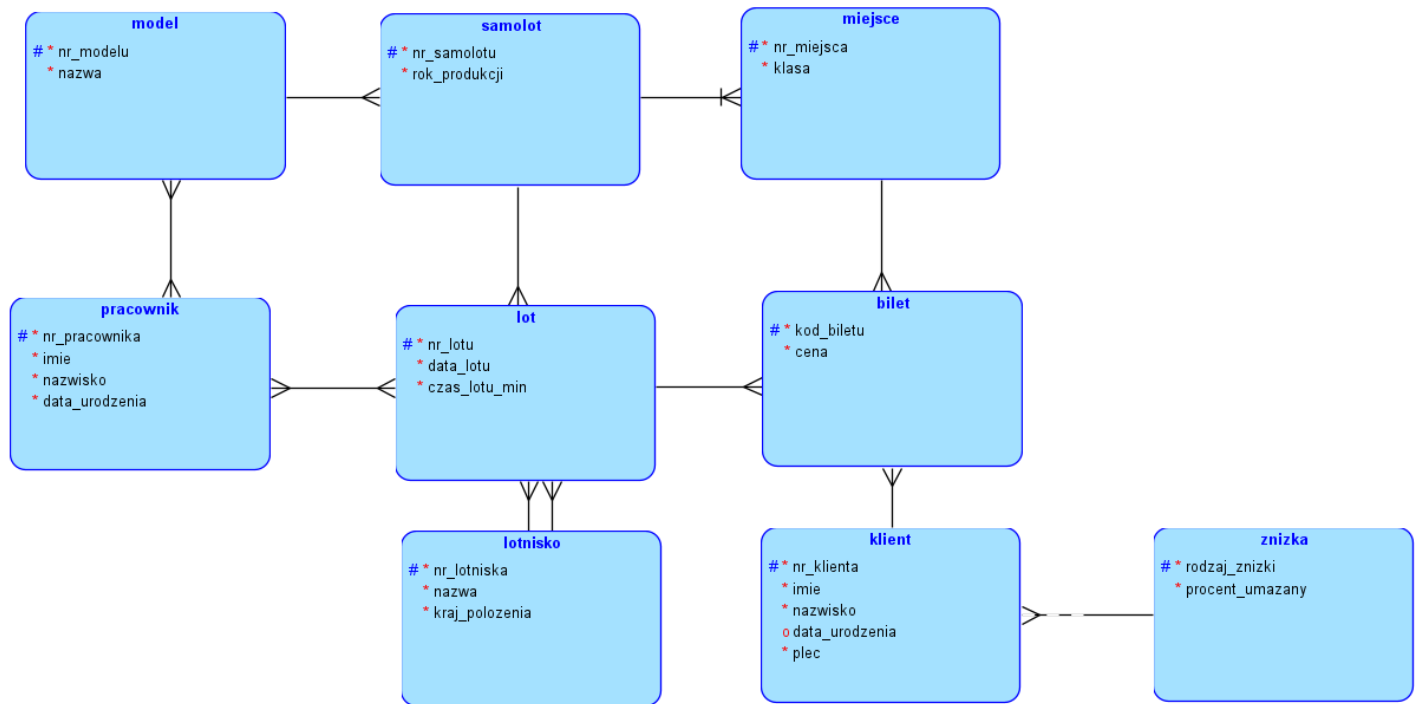 model
# * nr_modelu
* nazwa
samolot
# * nr_samolotu
* rok_produkcji
miejsce
# * nr_miejsca
* klasa
pracownik
# * nr_pracownika
* imie
* nazwisko
* data_urodzenia
lot
# * nr_lotu
* data_lotu
* czas_lotu_min
bilet
# * kod_biletu
* cena
lotnisko
# * nr_lotniska
* nazwa
* kraj_polozenia
klient
# * nr_klienta
* imie
* nazwisko
o data_urodzenia
* plec
znizka
# * rodzaj_znizki
* procent_umazany